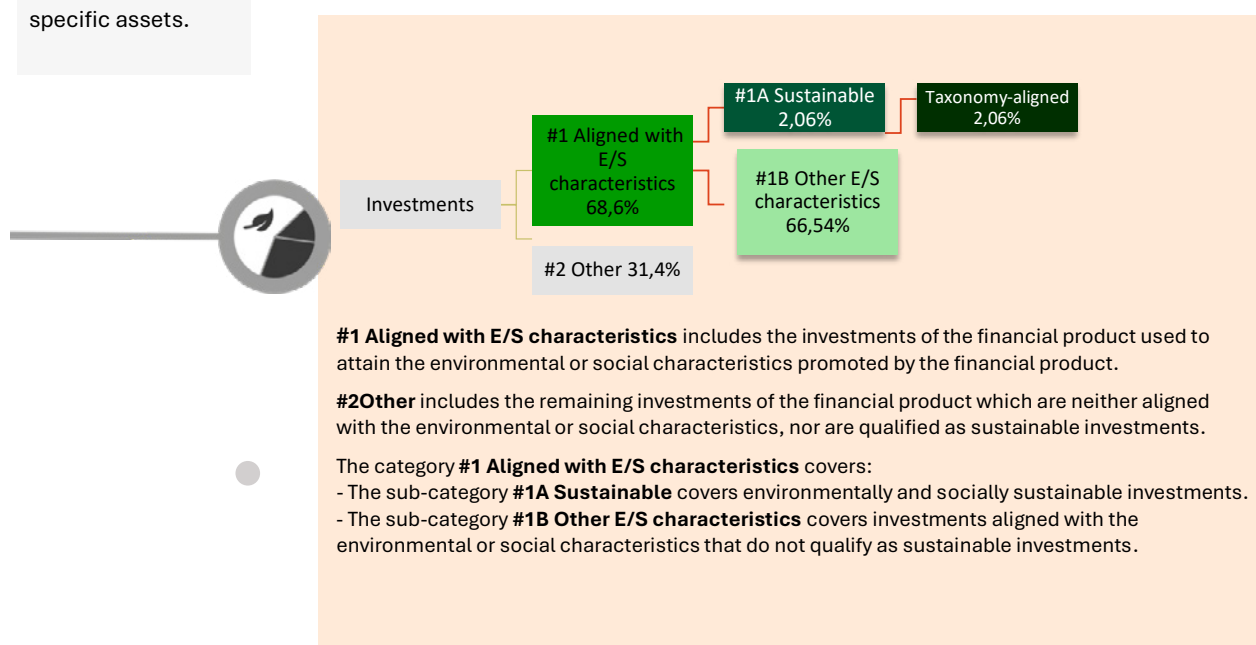 specific assets.
#1A Sustainable
2,06%
Taxonomy-aligned
2,06%
#1 Aligned with
E/S
characteristics
68,6%
#1B Other E/S
characteristics
66,54%
Investments
#2 Other 31,4%
#1 Aligned with E/S characteristics includes the investments of the financial product used to
attain the environmental or social characteristics promoted by the financial product.
#2Other includes the remaining investments of the financial product which are neither aligned
with the environmental or social characteristics, nor are qualified as sustainable investments.
The category #1 Aligned with E/S characteristics covers:
- The sub-category #1A Sustainable covers environmentally and socially sustainable investments.
- The sub-category #1B Other E/S characteristics covers investments aligned with the
environmental or social characteristics that do not qualify as sustainable investments.